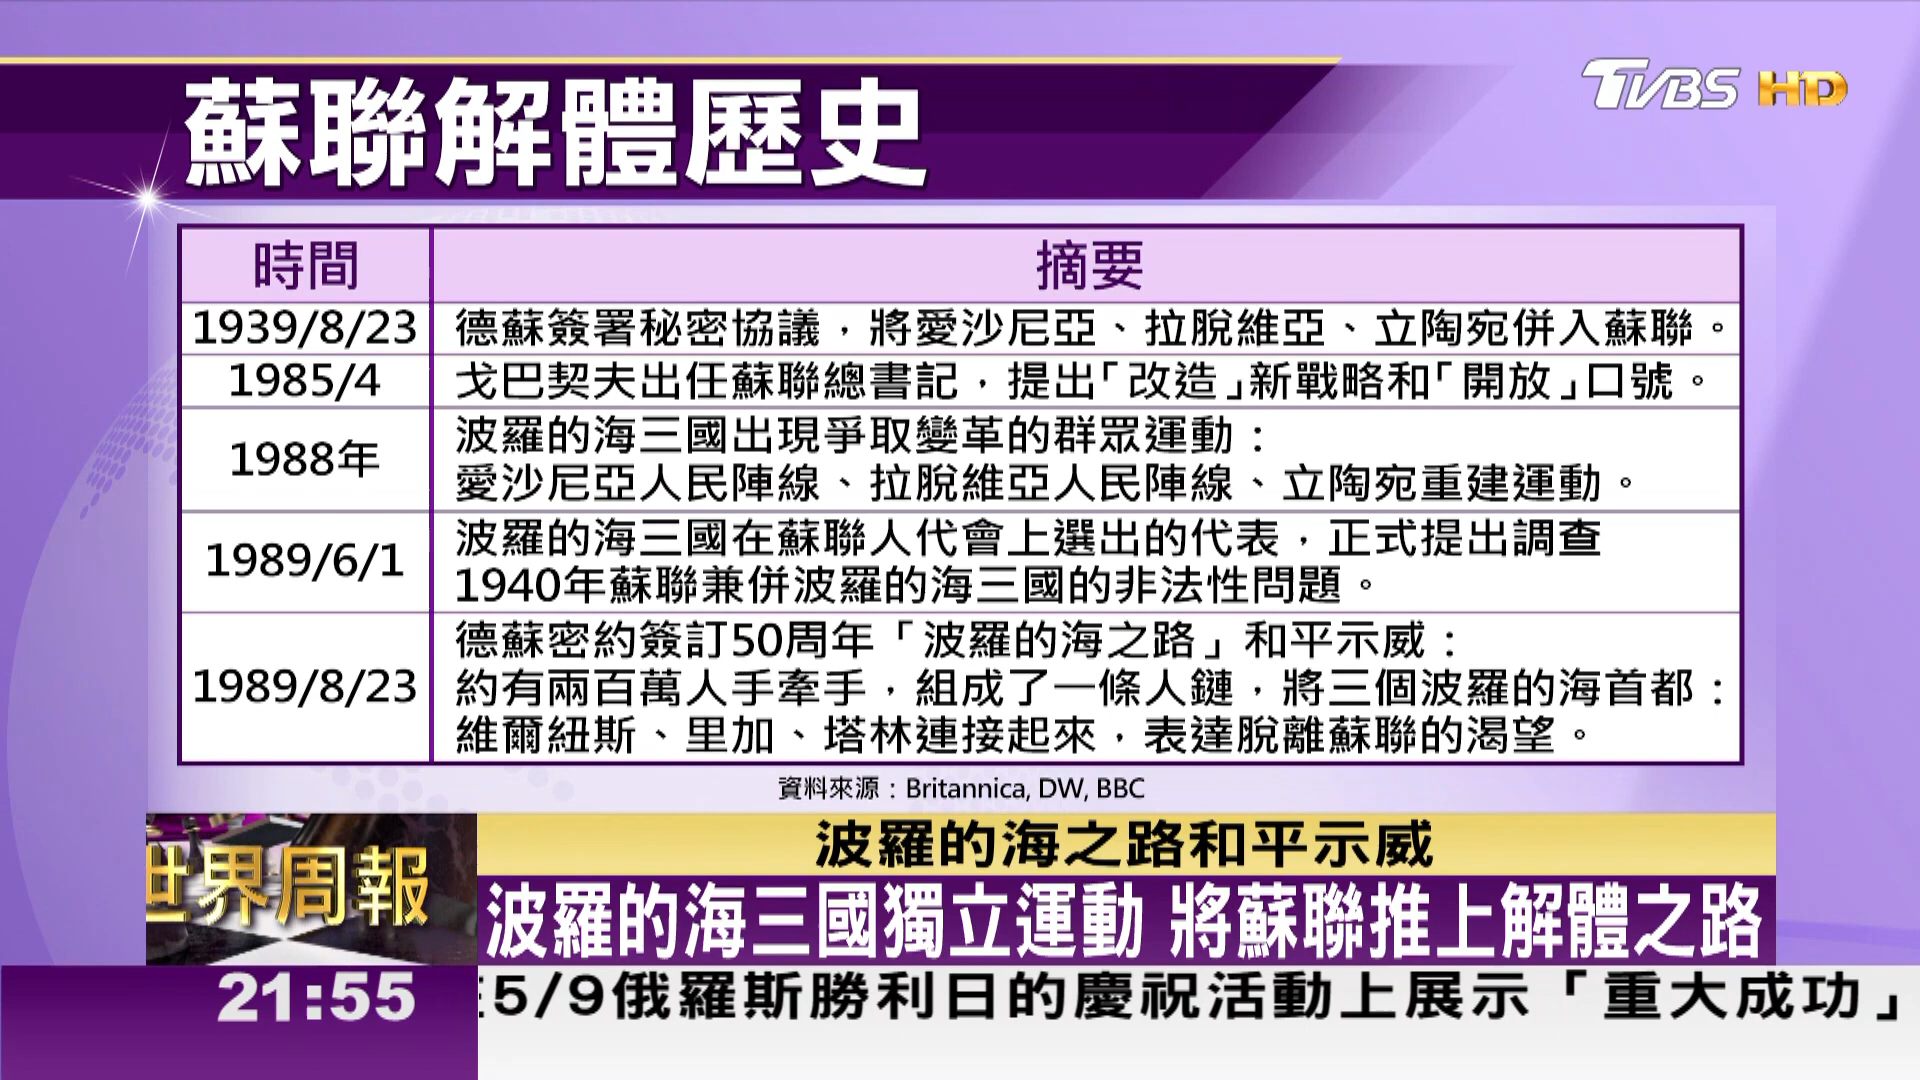 蘇聯解體歷史
TVBS HD
時間 摘要
1939/8/23 德蘇簽署秘密協議，將愛沙尼亞、拉脫維亞、立陶宛併入蘇聯。
1985/4 戈巴契夫出任蘇聯總書記，提出「改造」新戰略和「開放」口號。
1988年 波羅的海三國出現爭取變革的群眾運動：
愛沙尼亞人民陣線、拉脫維亞人民陣線、立陶宛重建運動。
1989/6/1 波羅的海三國在蘇聯人代會上選出的代表，正式提出調查
1940年蘇聯兼併波羅的海三國的非法性問題。
1989/8/23 德蘇密約簽訂50周年「波羅的海之路」和平示威：
約有兩百萬人手牽手，組成了一條人鏈，將三個波羅的海首都：
維爾紐斯、里加、塔林連接起來，表達脫離蘇聯的渴望。
資料來源：Britannica, DW, BBC
世界周報
波羅的海之路和平示威
波羅的海三國獨立運動 將蘇聯推上解體之路
21:55
5/9俄羅斯勝利日的慶祝活動上展示「重大成功」